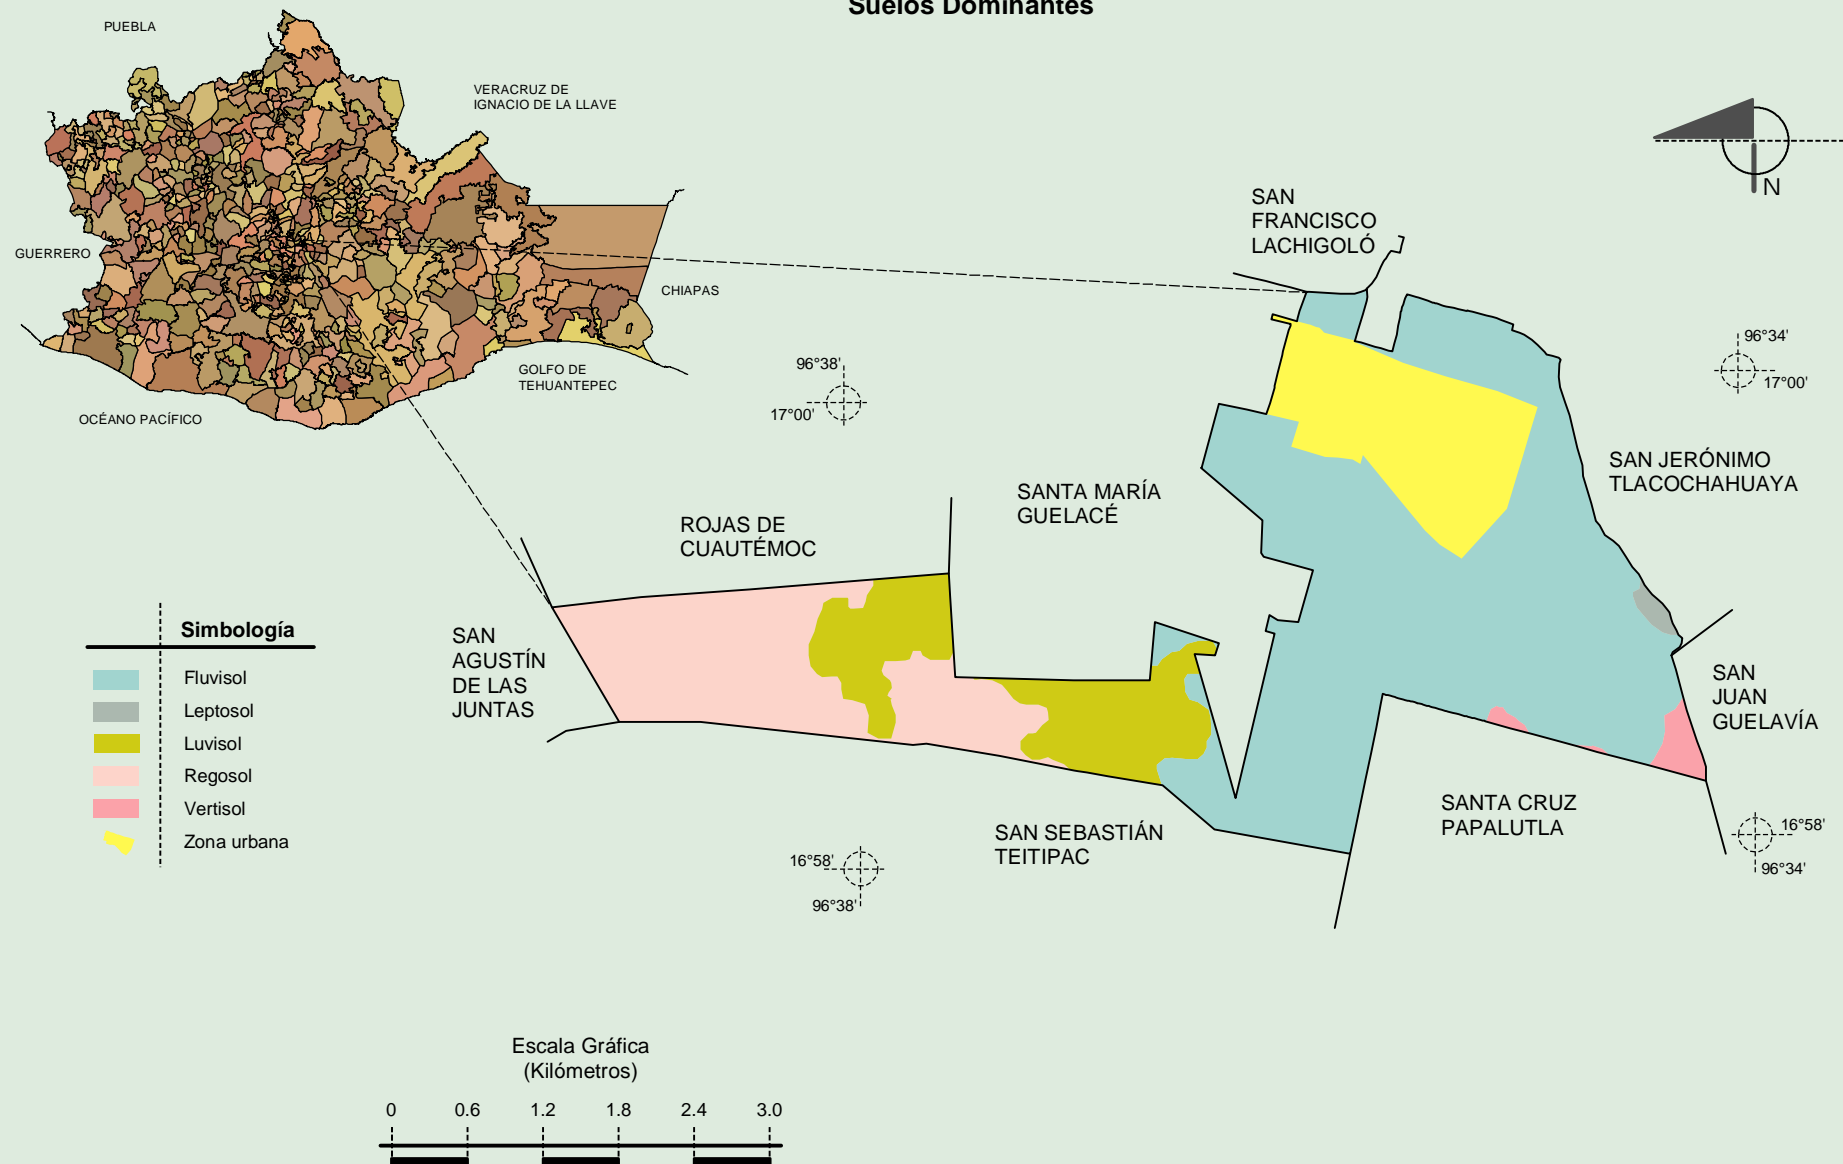 Suelos Dominantes
PUEBLA
VERACRUZ DE
IGNACIO DE LA LLAVE
GUERRERO
CHIAPAS
GOLFO DE
TEHUANTEPEC
OCÉANO PACÍFICO
N
SAN
FRANCISCO
LACHIGOLÓ
96°38'
17°00'
96°34'
17°00'
SAN JERÓNIMO
TLACOCHAHUAYA
SANTA MARÍA
GUELACÉ
ROJAS DE
CUAUTÉMOC
SAN
AGUSTÍN
DE LAS
JUNTAS
SAN
JUAN
GUELAVÍA
SANTA CRUZ
PAPALUTLA
SAN SEBASTIÁN
TEITIPAC
16°58'
96°38'
16°58'
96°34'
Simbología
Fluvisol
Leptosol
Luvisol
Regosol
Vertisol
Zona urbana
Escala Gráfica
(Kilómetros)
0 0.6 1.2 1.8 2.4 3.0